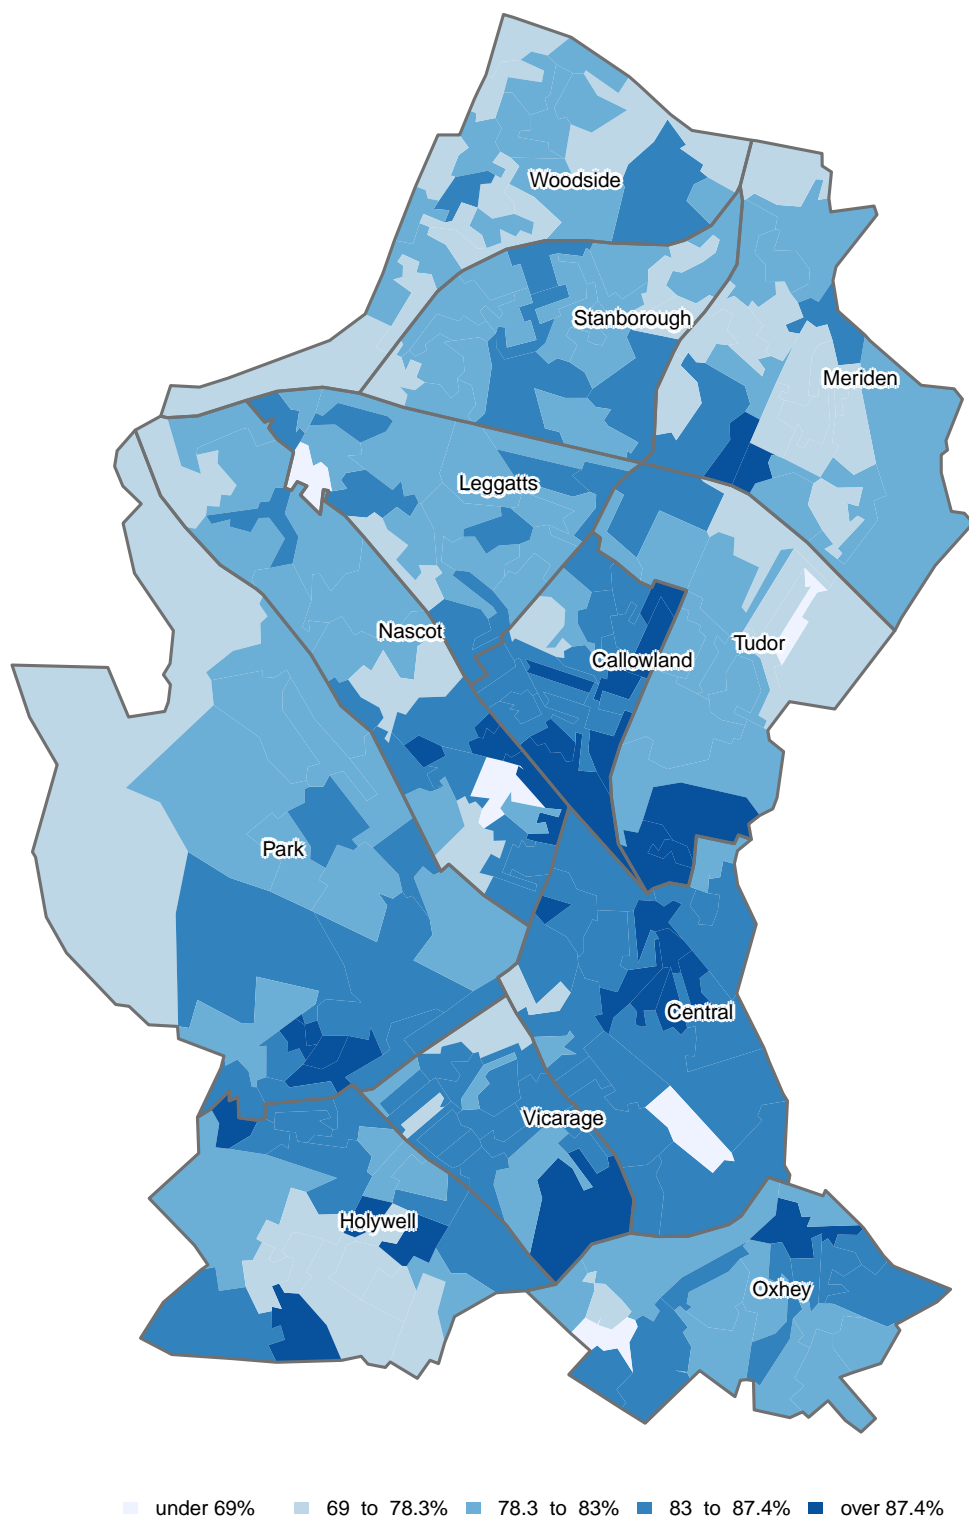 Woodside
Stanborough
Meriden
Leggatts
Nascot
Callowland
Tudor
Park
Central
Vicarage
Holywell
Oxhey
under 69% 69 to 78.3% 78.3 to 83% 83 to 87.4% over 87.4%